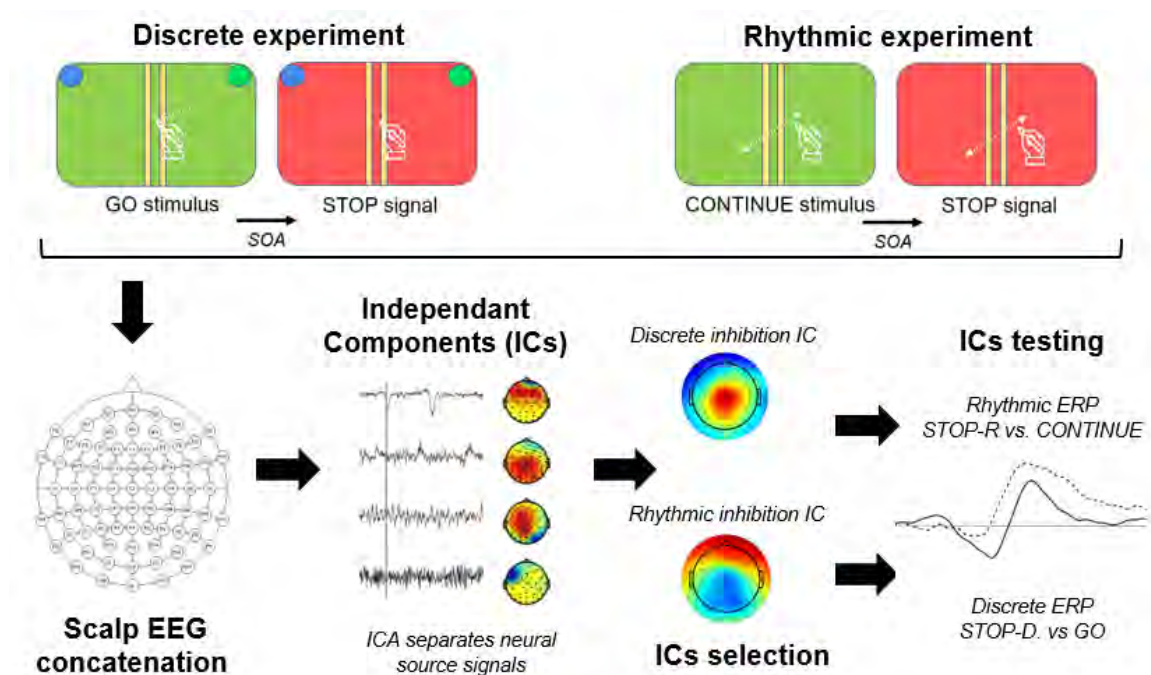 Discrete experiment
Rhythmic experiment
GO stimulus
STOP signal
SOA
CONTINUE stimulus
STOP signal
SOA
Independant
Components (ICs)
Discrete inhibition IC
ICs testing
Rhythmic ERP
STOP-R vs. CONTINUE
Rhythmic inhibition IC
Discrete ERP
STOP-D. vs GO
Scalp EEG
concatenation
ICA separates neural
source signals
ICs selection